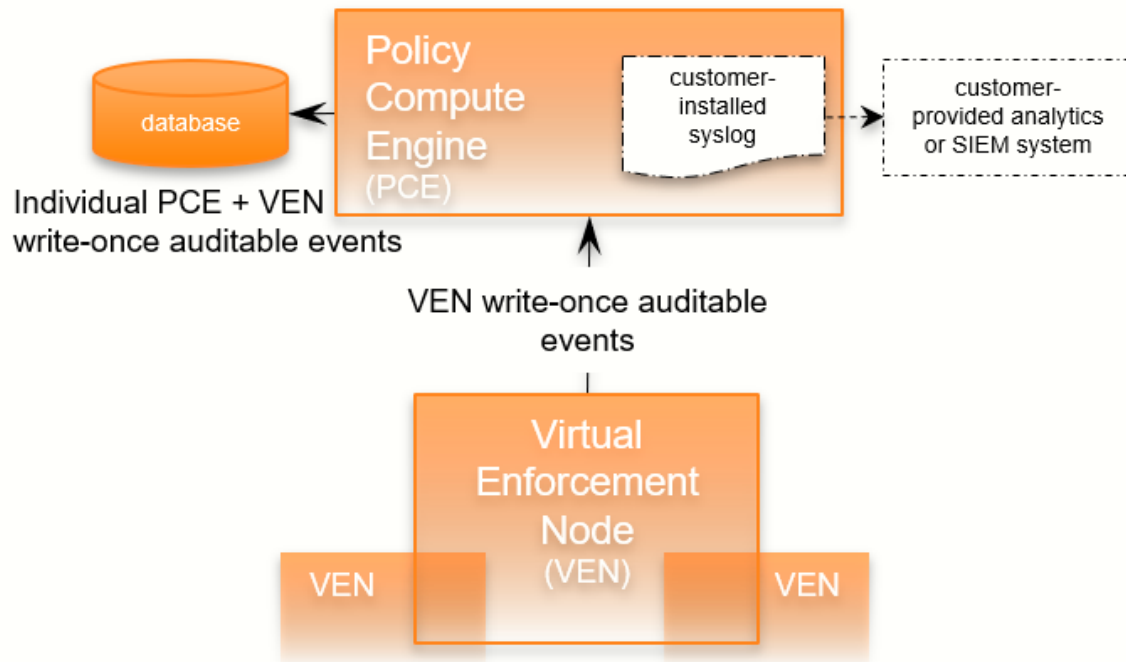 Policy
Compute
Engine
(PCE)
customer-
installed
syslog
customer-
provided analytics
or SIEM system
database
Individual PCE + VEN
write-once auditable events
VEN write-once auditable
events
Virtual
Enforcement
Node
(VEN)
VEN
VEN